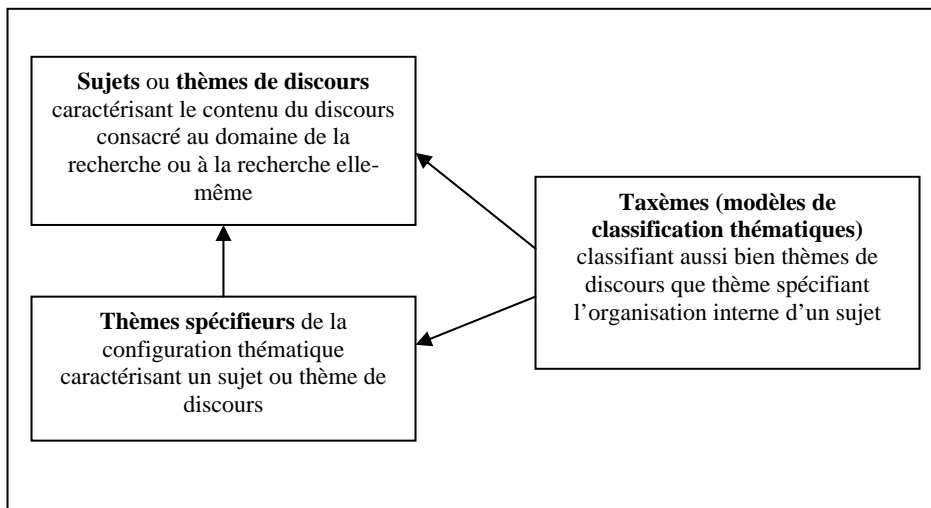 Sujets ou thèmes de discours
caractérisant le contenu du discours
consacré au domaine de la
recherche ou à la recherche elle-
même
Taxèmes (modèles de
classification thématiques)
classifiant aussi bien thèmes de
discours que thème spécifiant
l’organisation interne d’un sujet
Thèmes spécifieurs de la
configuration thématique
caractérisant un sujet ou thème de
discours